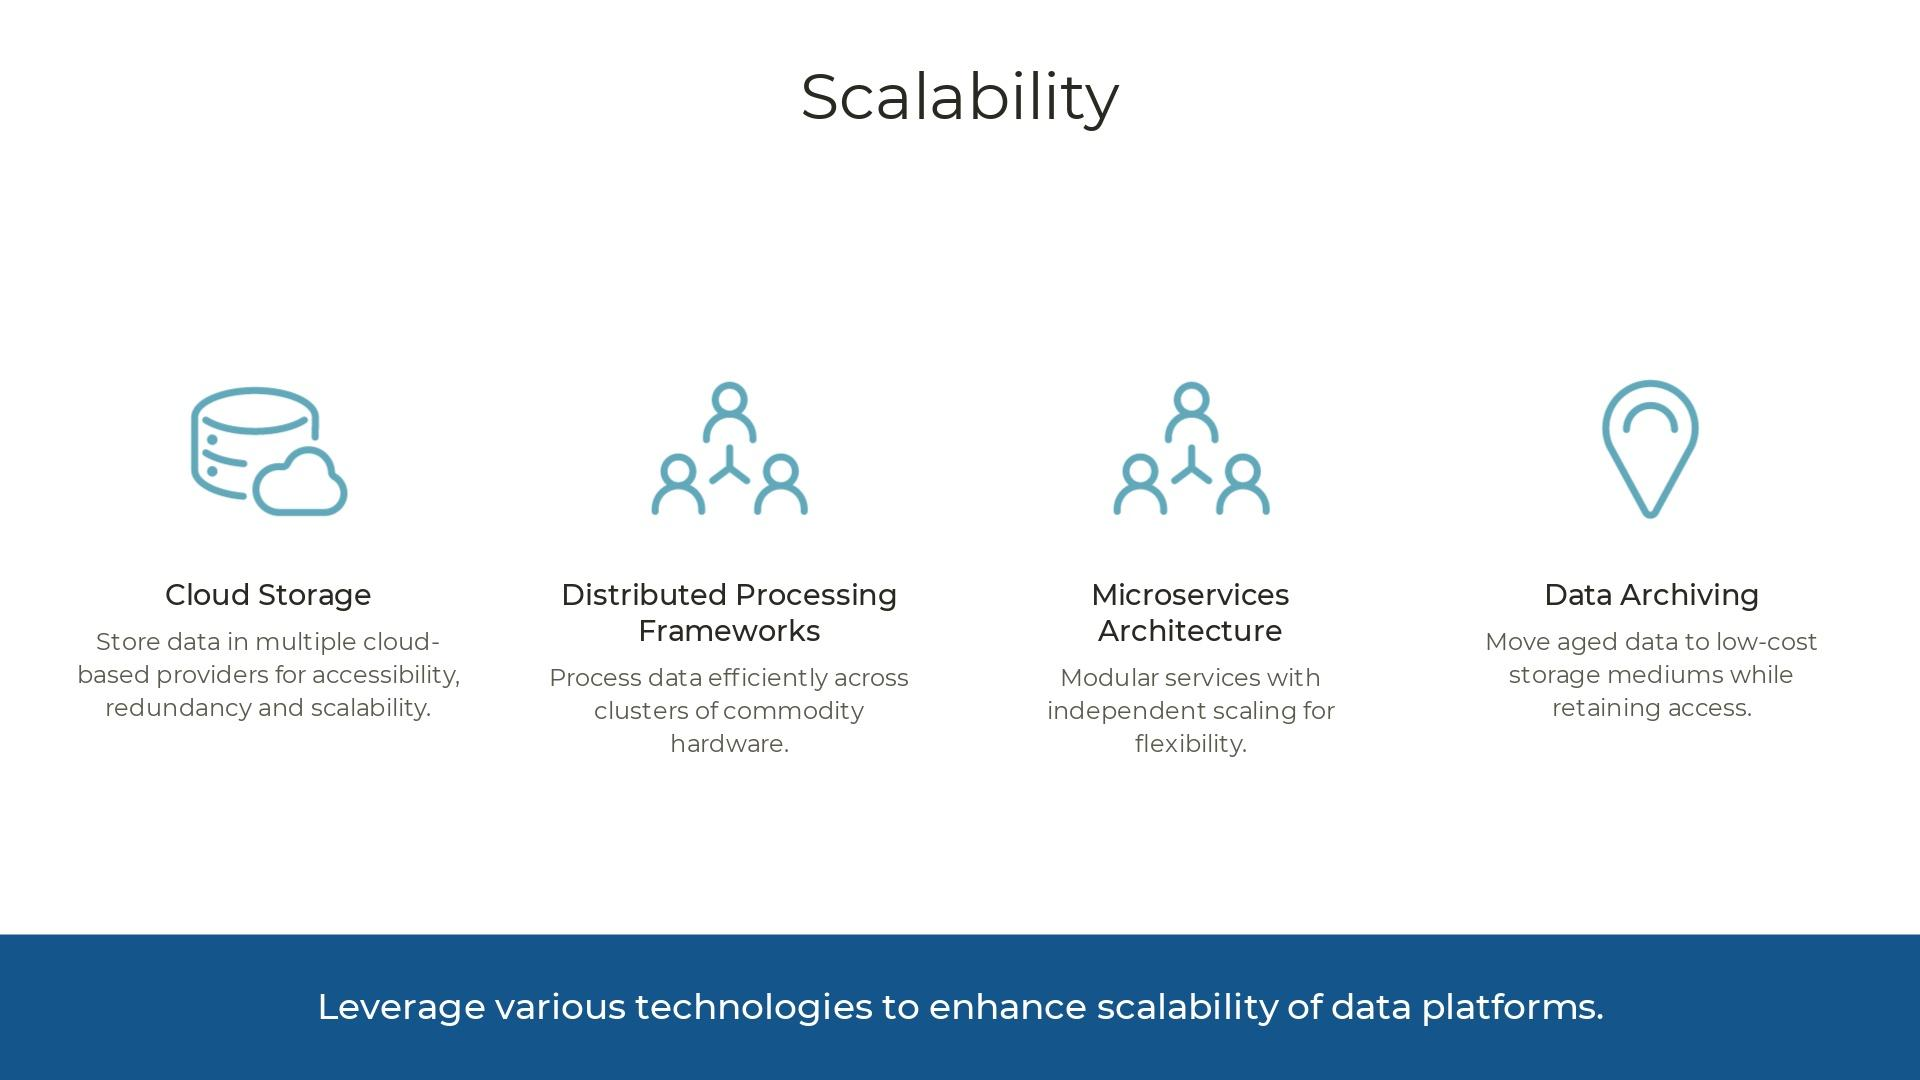 Scalability
Cloud Storage
Store data in multiple cloud-
based providers for accessibility,
redundancy and scalability.
Distributed Processing
Frameworks
Process data efficiently across
clusters of commodity
hardware.
Microservices
Architecture
Modular services with
independent scaling for
flexibility.
Data Archiving
Move aged data to low-cost
storage mediums while
retaining access.
Leverage various technologies to enhance scalability of data platforms.